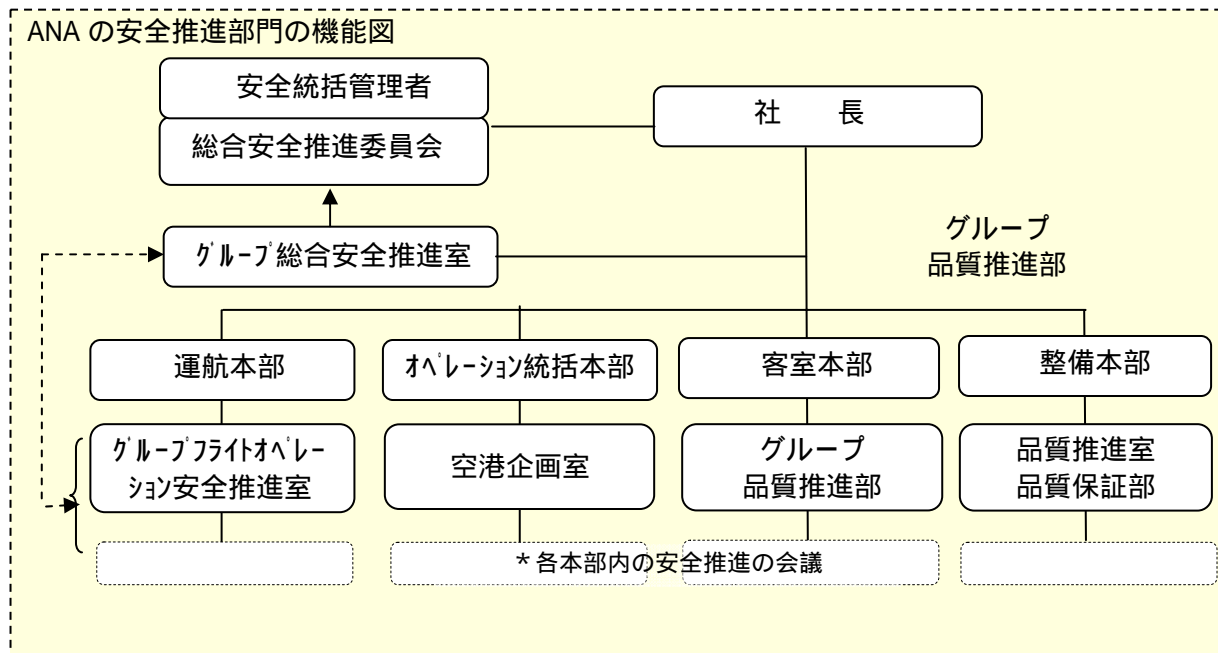 ANA の安全推進部門の機能図
安全統括管理者
社　　長
総合安全推進委員会
グループ
品質推進部
ｸﾞﾙｰﾌﾟ総合安全推進室
運航本部
ｵﾍﾟﾚｰｼｮﾝ統括本部
客室本部
整備本部
ｸﾞﾙｰﾌﾟﾌﾗｲﾄｵﾍﾟﾚｰ
ｼｮﾝ安全推進室
空港企画室
グループ
品質推進部
品質推進室
品質保証部
*各本部内の安全推進の会議